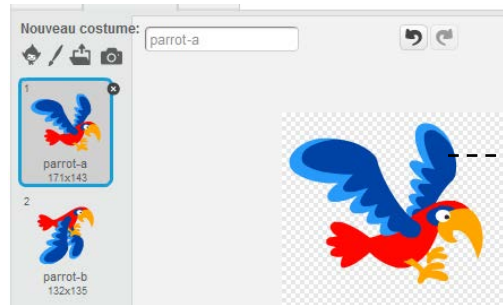 Nouveau costume:
parrot-a
1
parrot-a
171x143
2
parrot-b
132x135